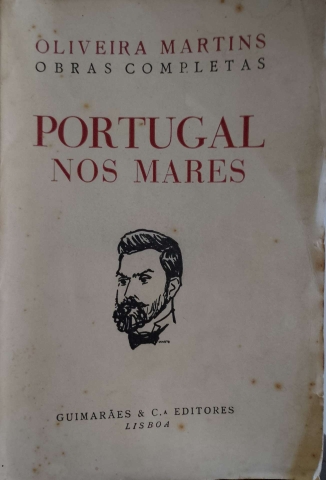 OLIVEIRA MARTINS
OBRAS COMPLETAS
PORTUGAL
NOS MARES
GUIMARÃES & C.ª EDITORES
LISBOA